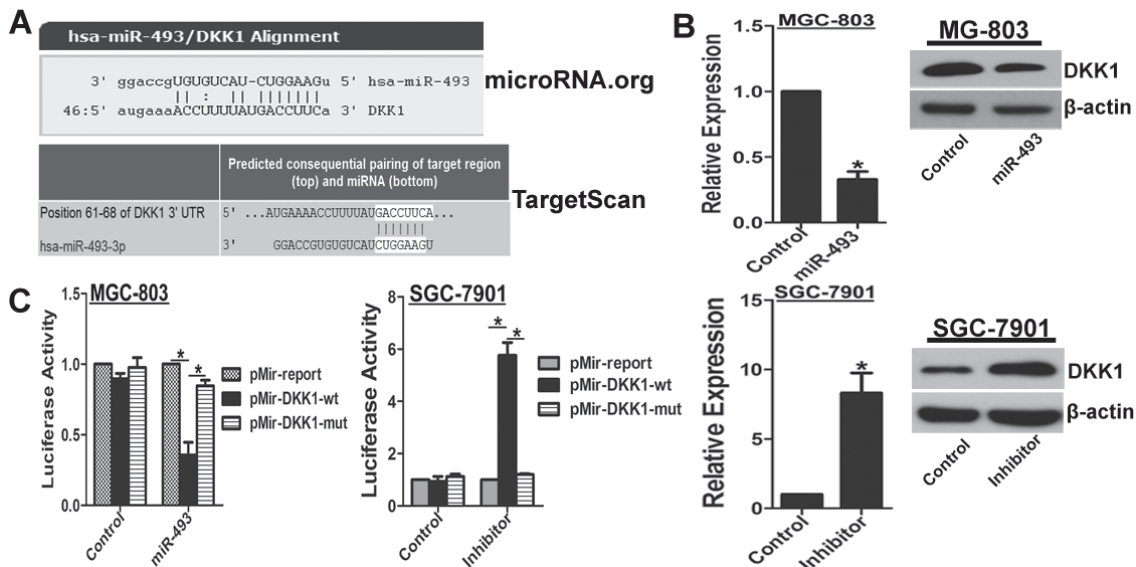 A
hsa-miR-493/DKK1 Alignment
3' ggaccgUGUGUCAU-CUGGAAGu 5' hsa-miR-493
|| : || |||||||
46:5' augaaaACCUUUUAUGACCUUCa 3' DKK1
microRNA.org
Predicted consequential pairing of target region
(top) and miRNA (bottom)
Position 61-68 of DKK1 3' UTR 5' ...AUGAAAACCUUUUAUGACCUUCA...
|||||||
hsa-miR-493-3p 3' GGACCGUGUGUCAUCUGGAAGU
TargetScan
B
MGC-803
Relative Expression
1.5
1.0
0.5
0.0
*
Control
miR-493
MG-803
DKK1
β-actin
Control
miR-493
SGC-7901
Relative Expression
15
10
5
0
*
Control
Inhibitor
SGC-7901
DKK1
β-actin
Control
Inhibitor
C
MGC-803
Luciferase Activity
1.5
1.0
0.5
0.0
* *
Control
miR-493
pMir-report
pMir-DKK1-wt
pMir-DKK1-mut
SGC-7901
Luciferase Activity
8
6
4
2
0
* *
Control
Inhibitor
pMir-report
pMir-DKK1-wt
pMir-DKK1-mut